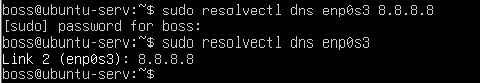 boss@ubuntu-serv:~$ sudo resolvectl dns enp0s3 8.8.8.8
[sudo] password for boss:
boss@ubuntu-serv:~$ sudo resolvectl dns enp0s3
Link 2 (enp0s3): 8.8.8.8
boss@ubuntu-serv:~$